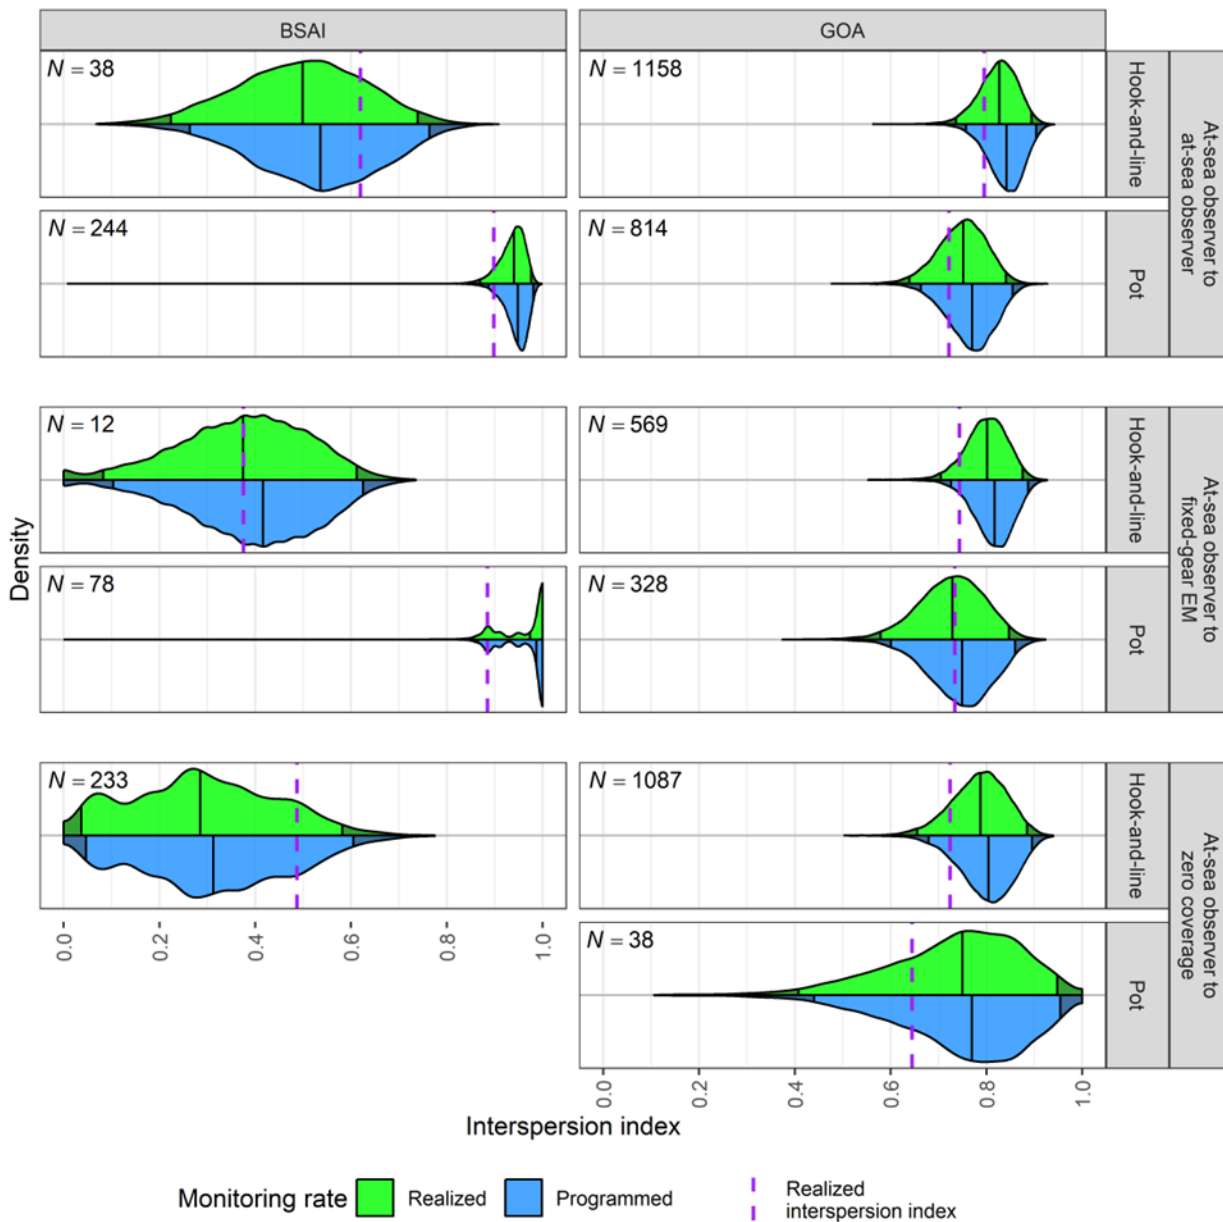 BSAI
GOA
N = 38
N = 1158
Hook-and-line
At-sea observer to
at-sea observer
N = 244
N = 814
Pot
N = 12
N = 569
Hook-and-line
At-sea observer to
fixed-gear EM
N = 78
N = 328
Pot
N = 233
N = 1087
Hook-and-line
At-sea observer to
zero coverage
N = 38
Pot
Density
0.0 0.2 0.4 0.6 0.8 1.0
0.0 0.2 0.4 0.6 0.8 1.0
Interspersion index
Monitoring rate Realized Programmed Realized
interspersion index